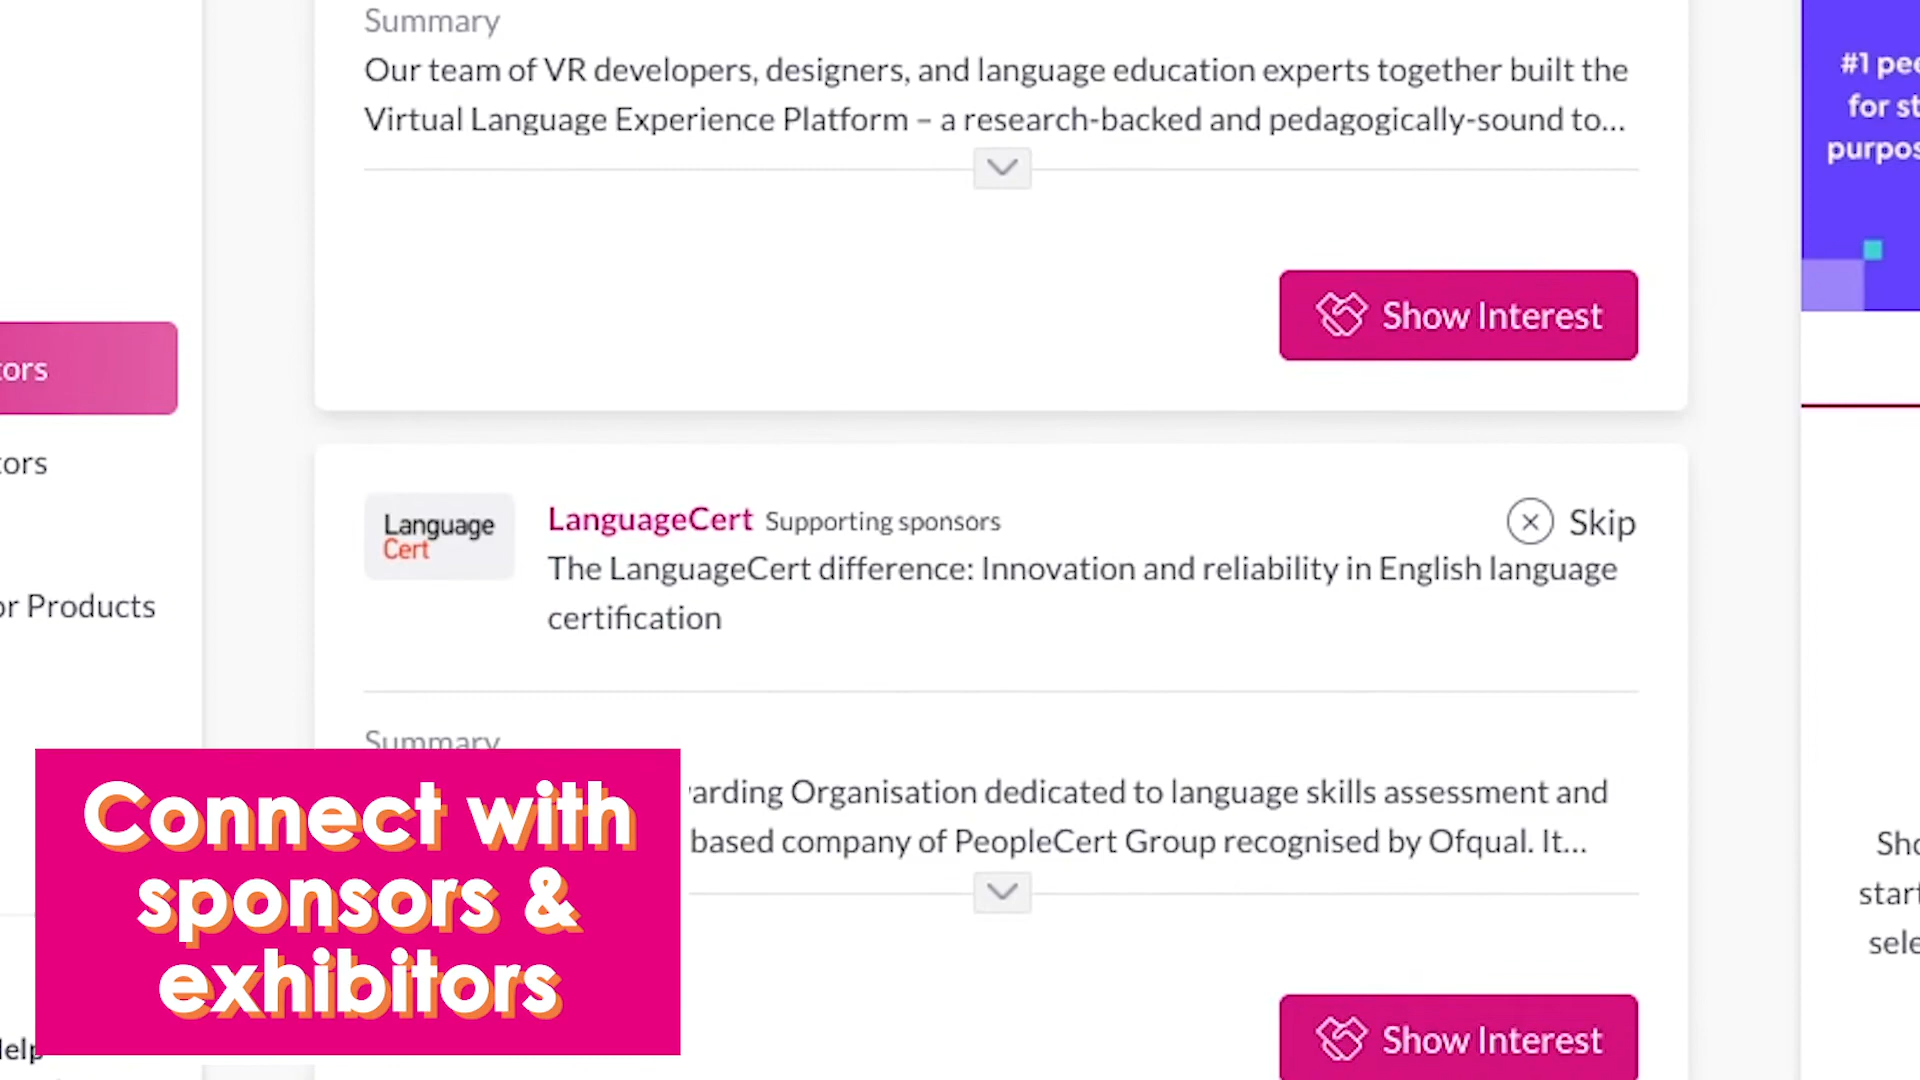 Summary
Our team of VR developers, designers, and language education experts together built the
Virtual Language Experience Platform – a research-backed and pedagogically-sound to...
#1
for
Show Interest
Language
Cert
LanguageCert Supporting sponsors
Skip
The LanguageCert difference: Innovation and reliability in English language
certification
Products
Summary
Organisation dedicated to language skills assessment and
based company of PeopleCert Group recognised by Ofqual. It...
Connect with
sponsors &
exhibitors
Show Interest